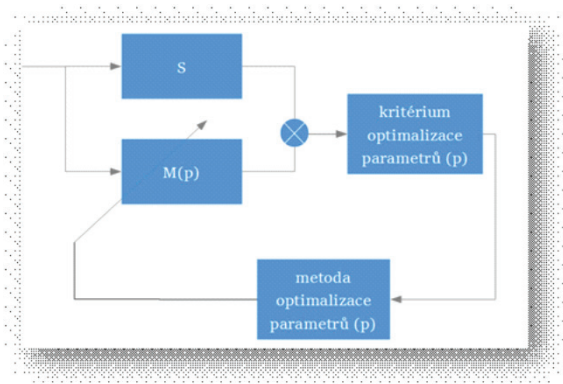 S
M(p)
kritérium
optimalizace
parametrů (p)
metoda
optimalizace
parametrů (p)